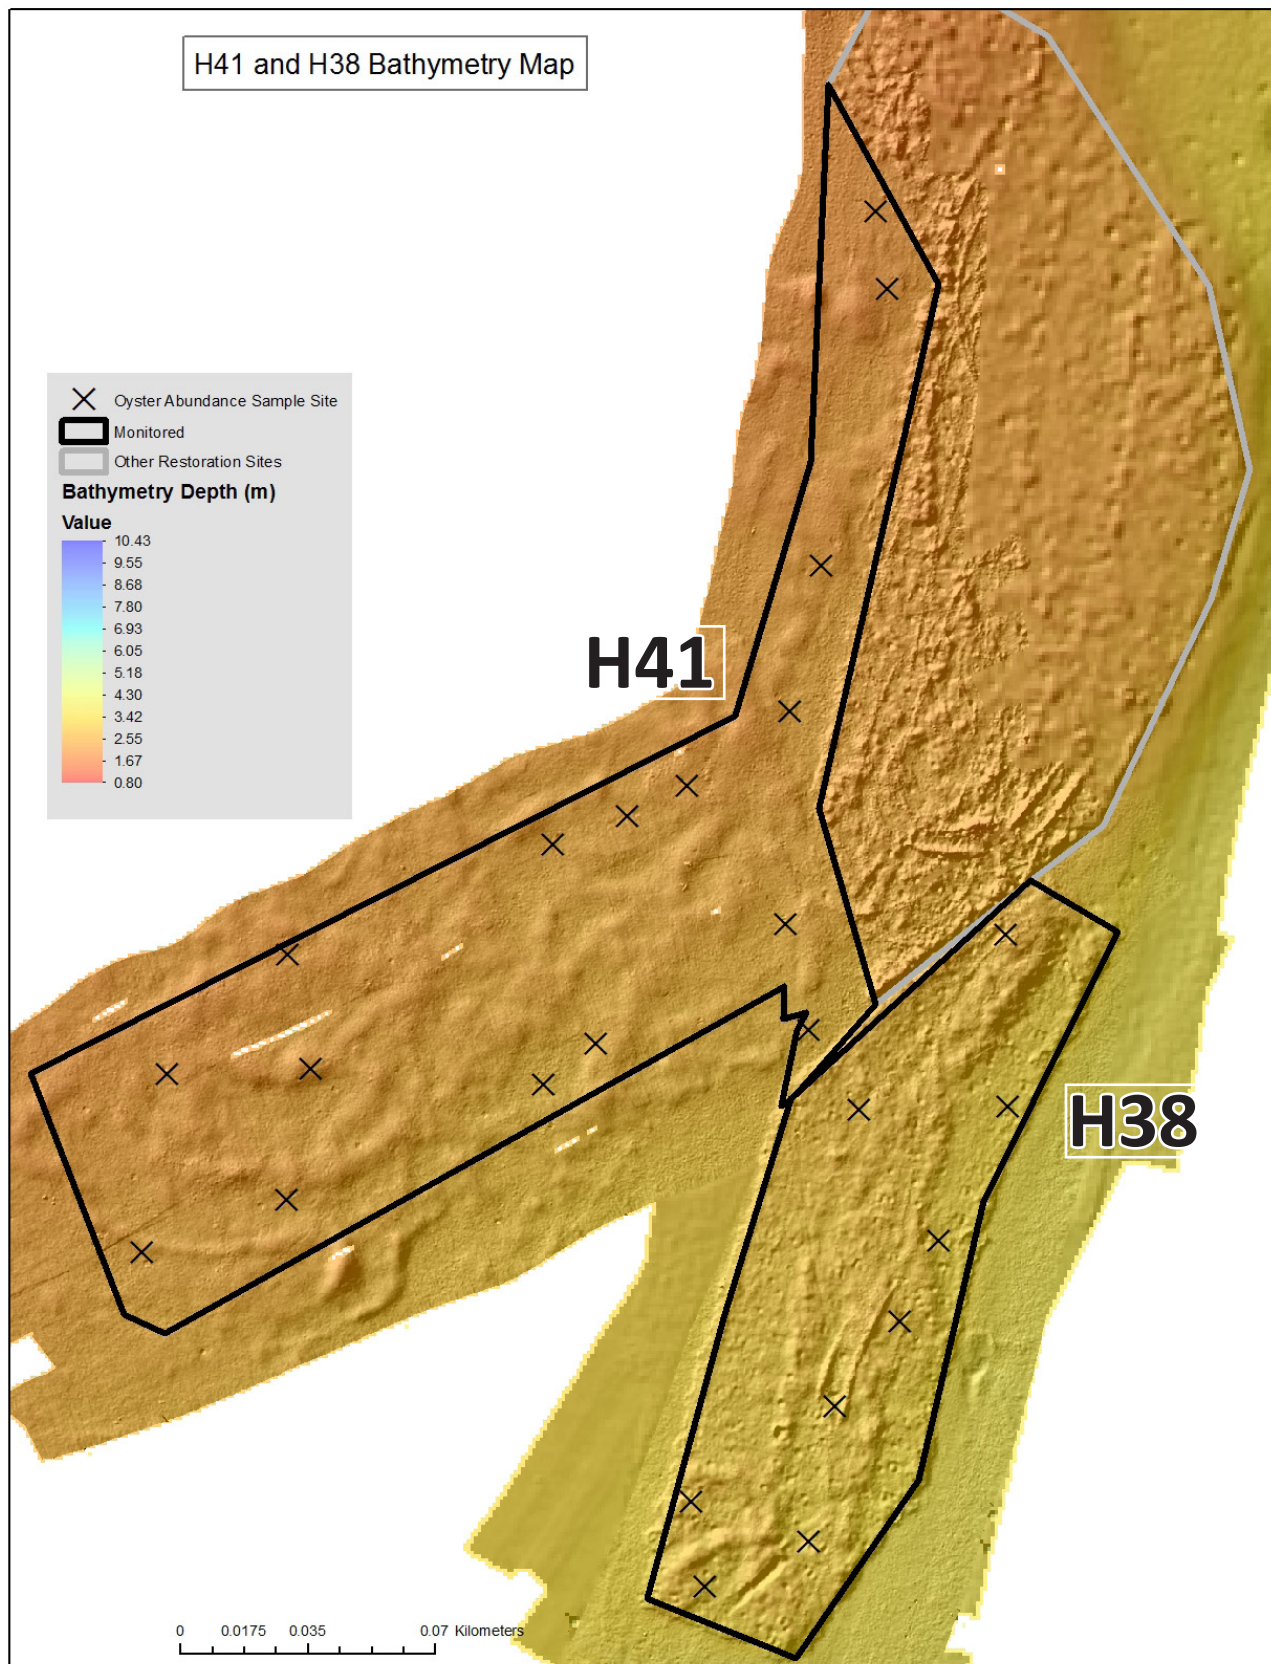 H41 and H38 Bathymetry Map
Oyster Abundance Sample Site
Monitored
Other Restoration Sites
Bathymetry Depth (m)
Value
10.43
9.55
8.68
7.80
6.93
6.05
5.18
4.30
3.42
2.55
1.67
0.80
H41
H38
0 0.0175 0.035 0.07 Kilometers